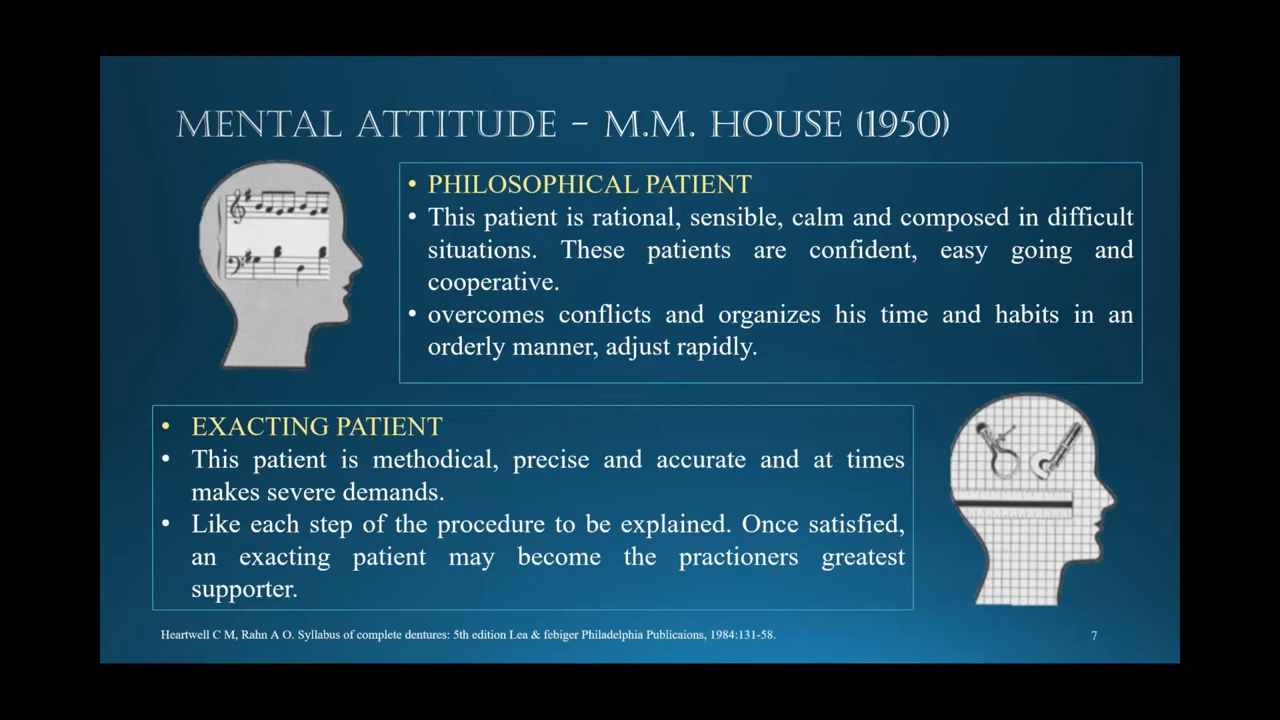 MENTAL ATTITUDE – M.M. HOUSE (1950)
• PHILOSOPHICAL PATIENT
• This patient is rational, sensible, calm and composed in difficult
situations. These patients are confident, easy going and
cooperative.
• overcomes conflicts and organizes his time and habits in an
orderly manner, adjust rapidly.
• EXACTING PATIENT
• This patient is methodical, precise and accurate and at times
makes severe demands.
• Like each step of the procedure to be explained. Once satisfied,
an exacting patient may become the practioners greatest
supporter.
Heartwell C M, Rahn A O. Syllabus of complete dentures: 5th edition Lea & febiger Philadelphia Publicaions, 1984:131-58.
7